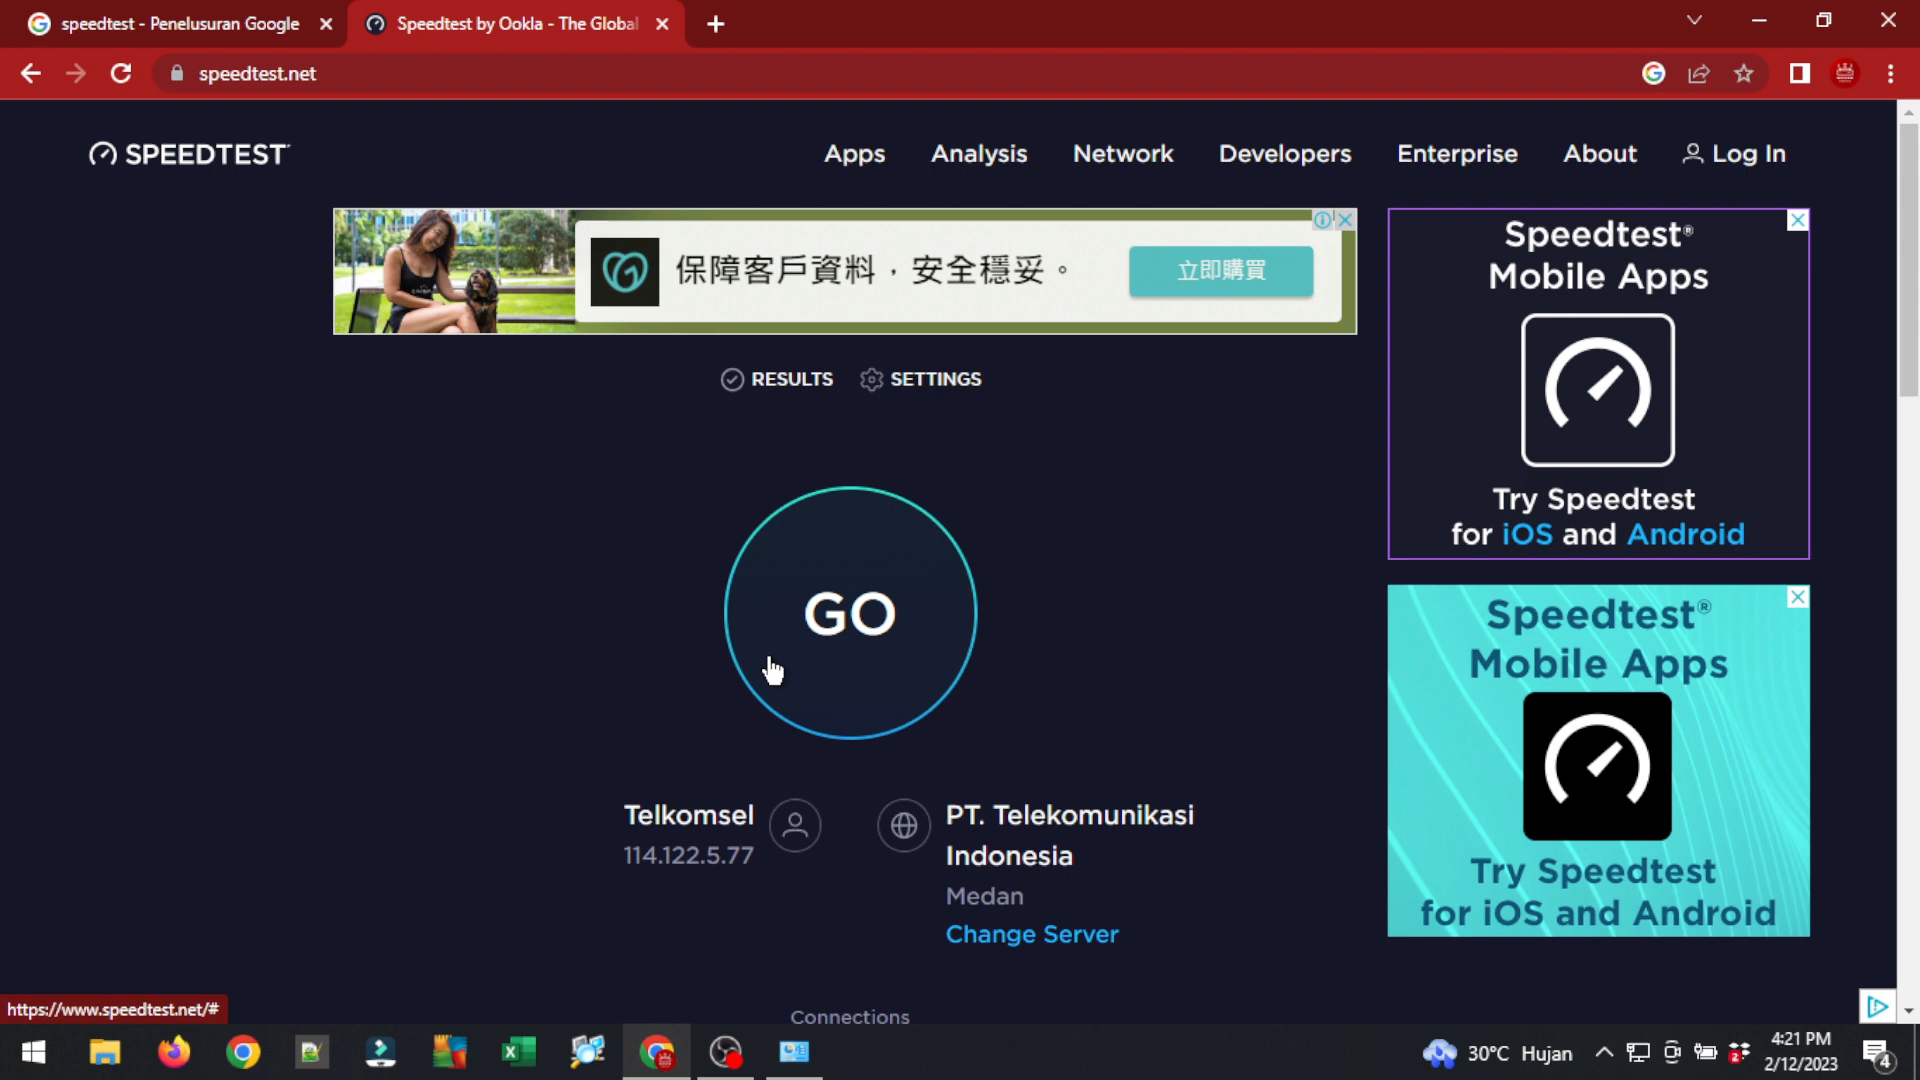 speedtest - Penelusuran Google
Speedtest by Ookla - The Global
speedtest.net
SPEEDTEST
Apps
Analysis
Network
Developers
Enterprise
About
Log In
保障客戶資料，安全穩妥。
立即購買
Speedtest®
Mobile Apps
Try Speedtest
for iOS and Android
RESULTS
SETTINGS
GO
Speedtest®
Mobile Apps
Try Speedtest
for iOS and Android
Telkomsel
114.122.5.77
PT. Telekomunikasi
Indonesia
Medan
Change Server
Connections
https://www.speedtest.net/#
30°C Hujan
4:21 PM
2/12/2023
4